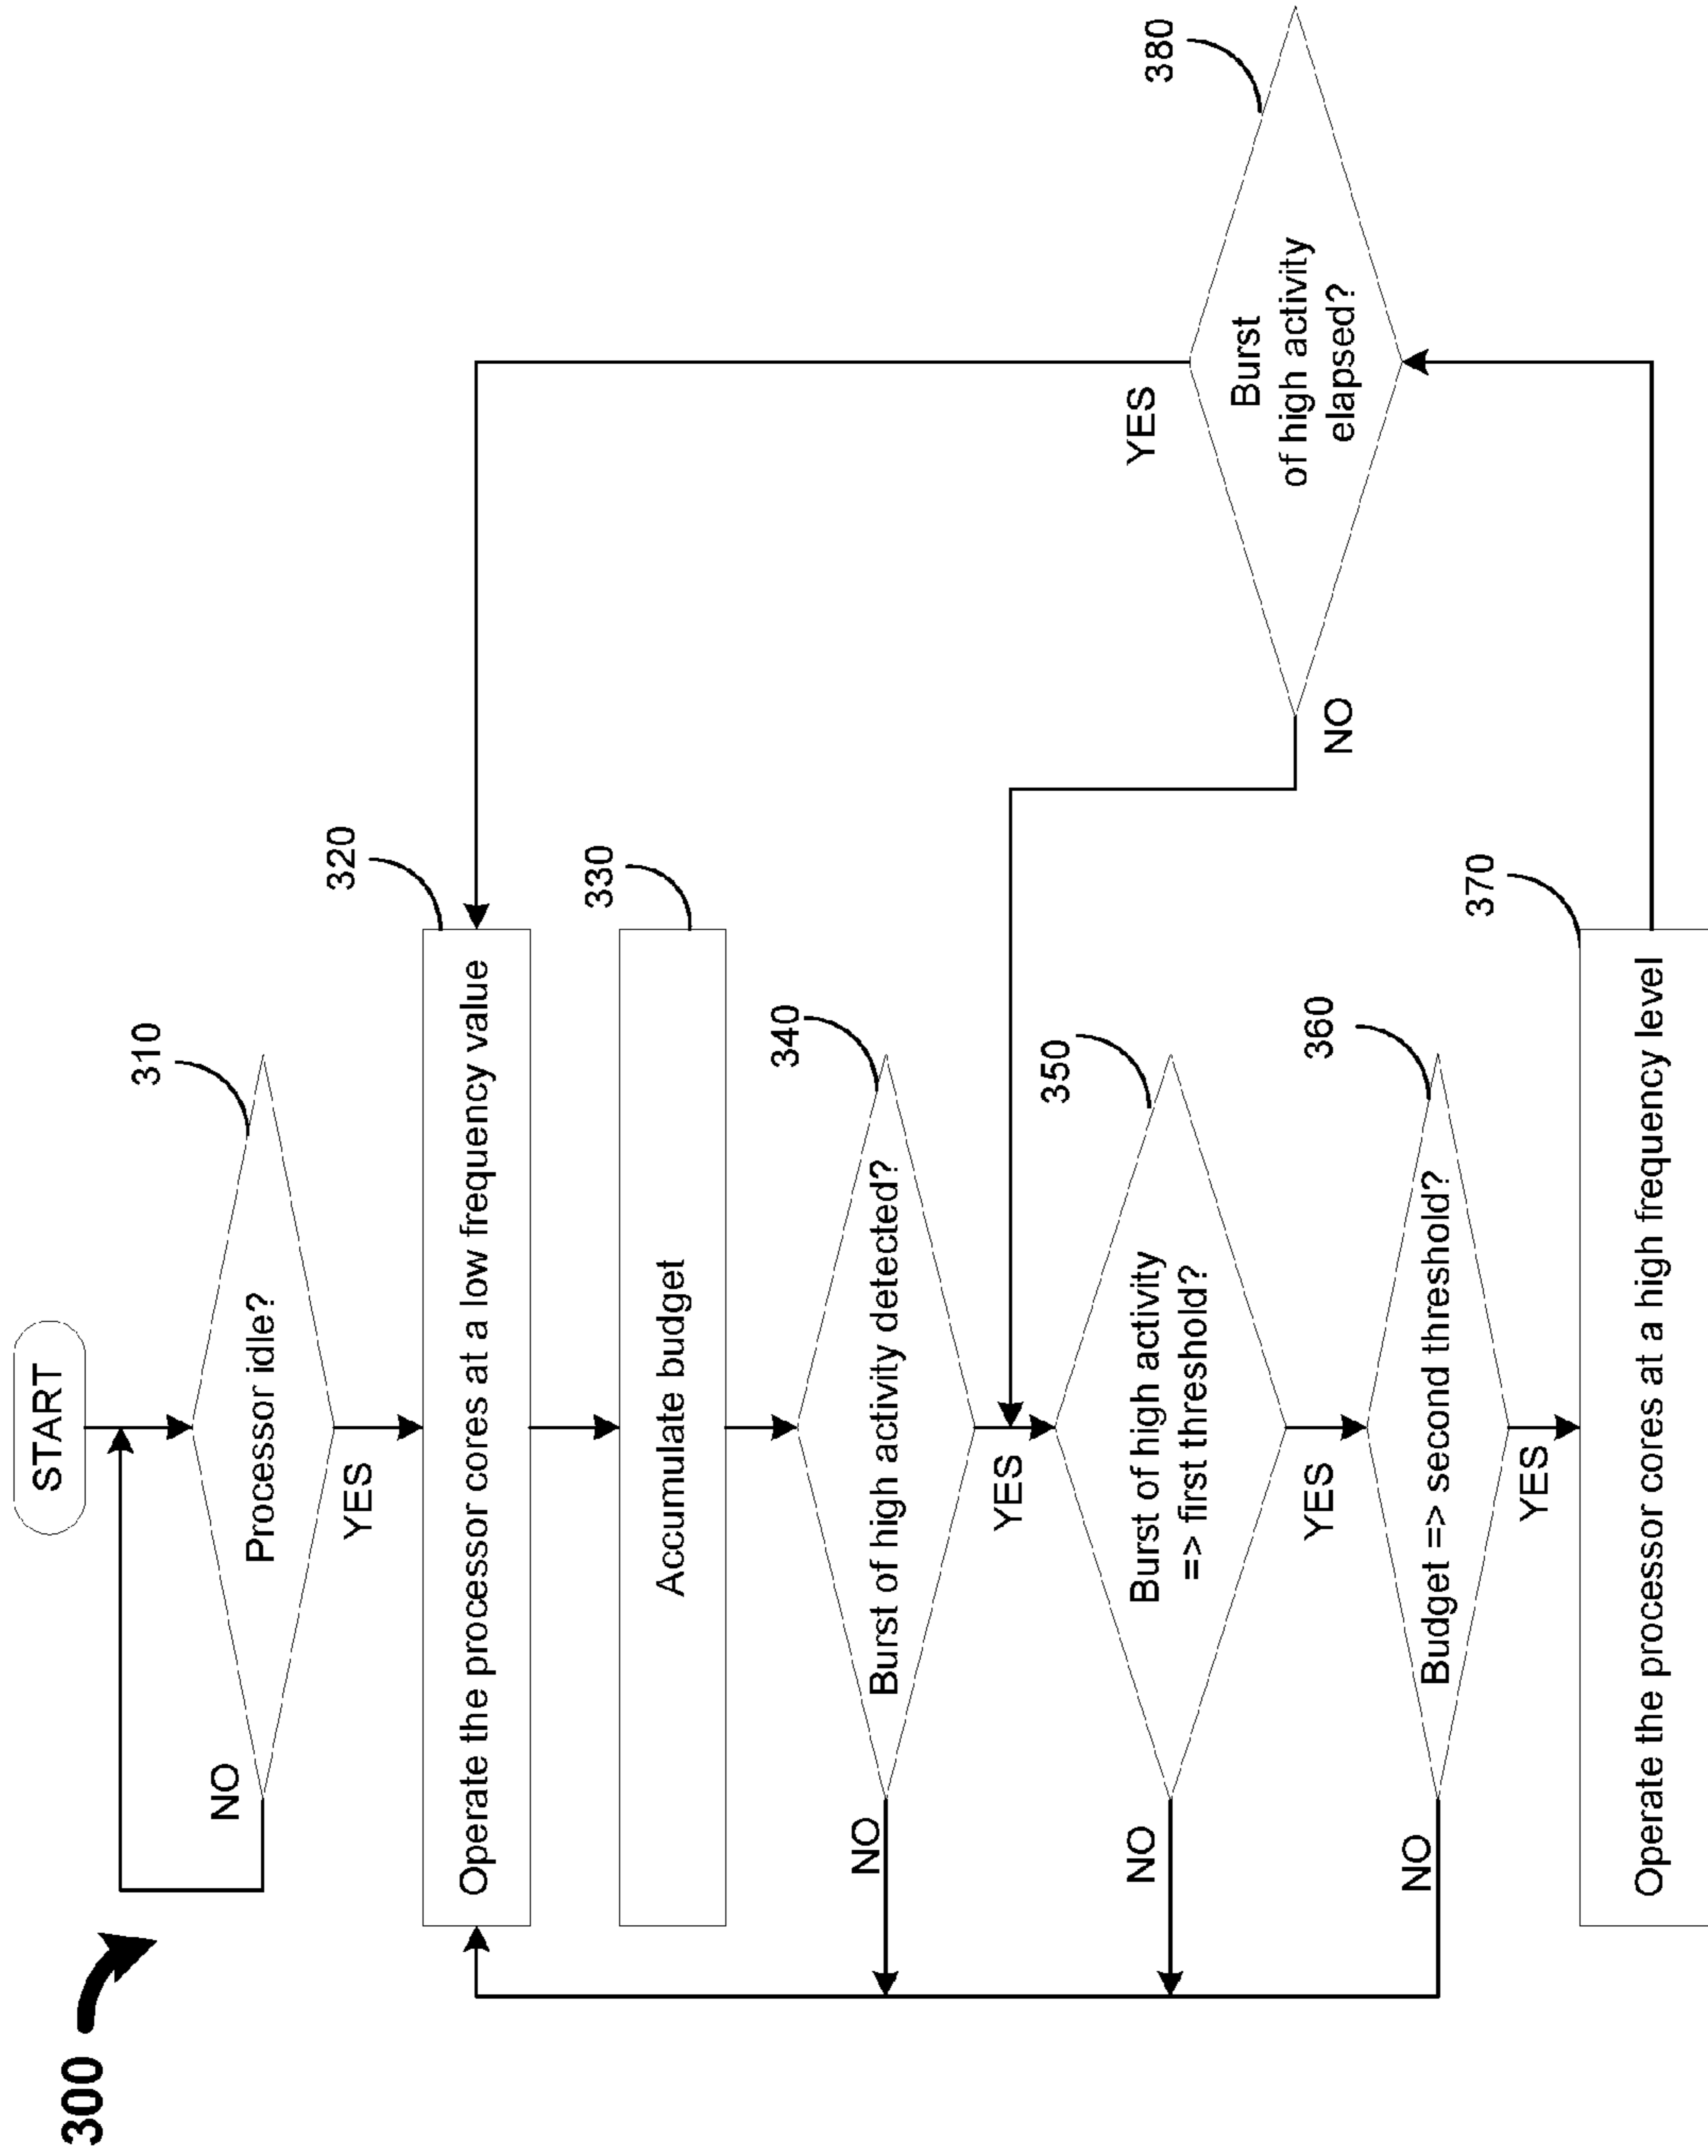 300
START
310
Processor idle?
NO
YES
320
Operate the processor cores at a low frequency value
330
Accumulate budget
340
Burst of high activity detected?
NO
YES
350
Burst of high activity
=> first threshold?
NO
YES
360
Budget => second threshold?
NO
YES
370
Operate the processor cores at a high frequency level
380
Burst
of high activity
elapsed?
YES
NO